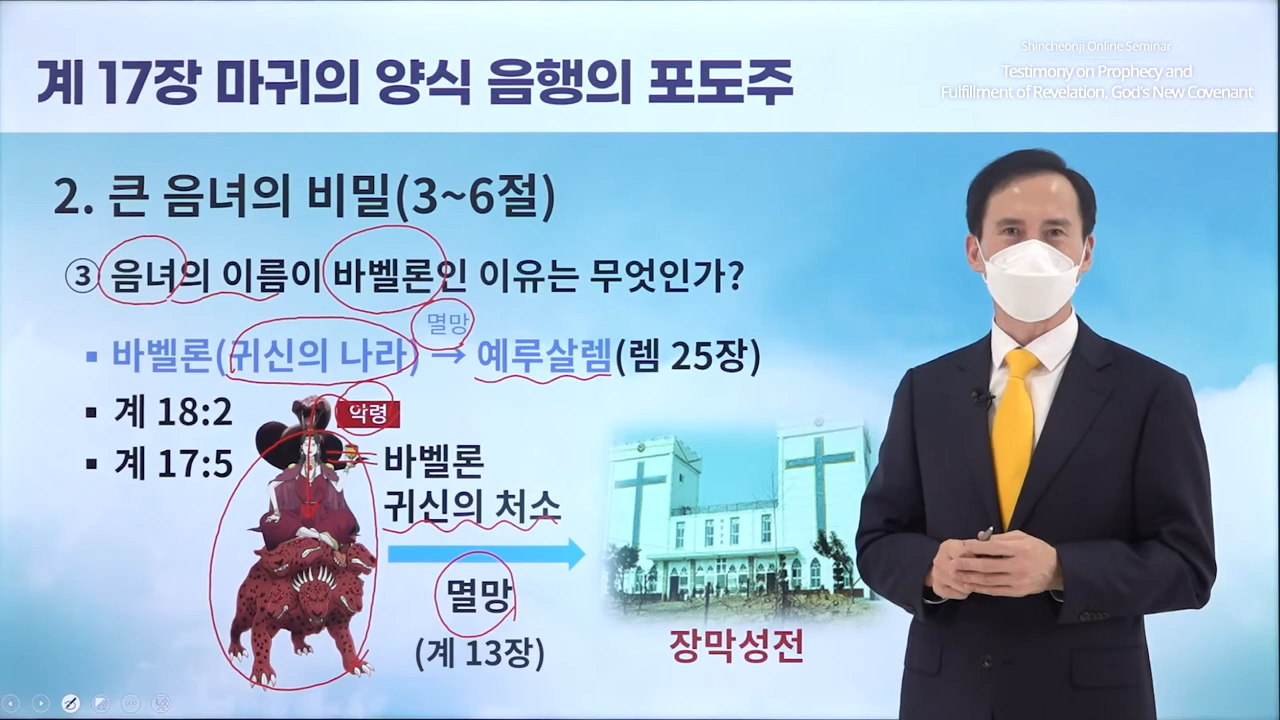 계 17장 마귀의 양식 음행의 포도주
Shincheonji Online Seminar
Testimony on Prophecy and
Fulfillment of Revelation, God's New Covenant
2. 큰 음녀의 비밀(3~6절)
③ 음녀의 이름이 바벨론인 이유는 무엇인가?
멸망
▪ 바벨론(귀신의 나라) → 예루살렘(렘 25장)
▪ 계 18:2
악령
▪ 계 17:5
바벨론
귀신의 처소
멸망
(계 13장)
장막성전